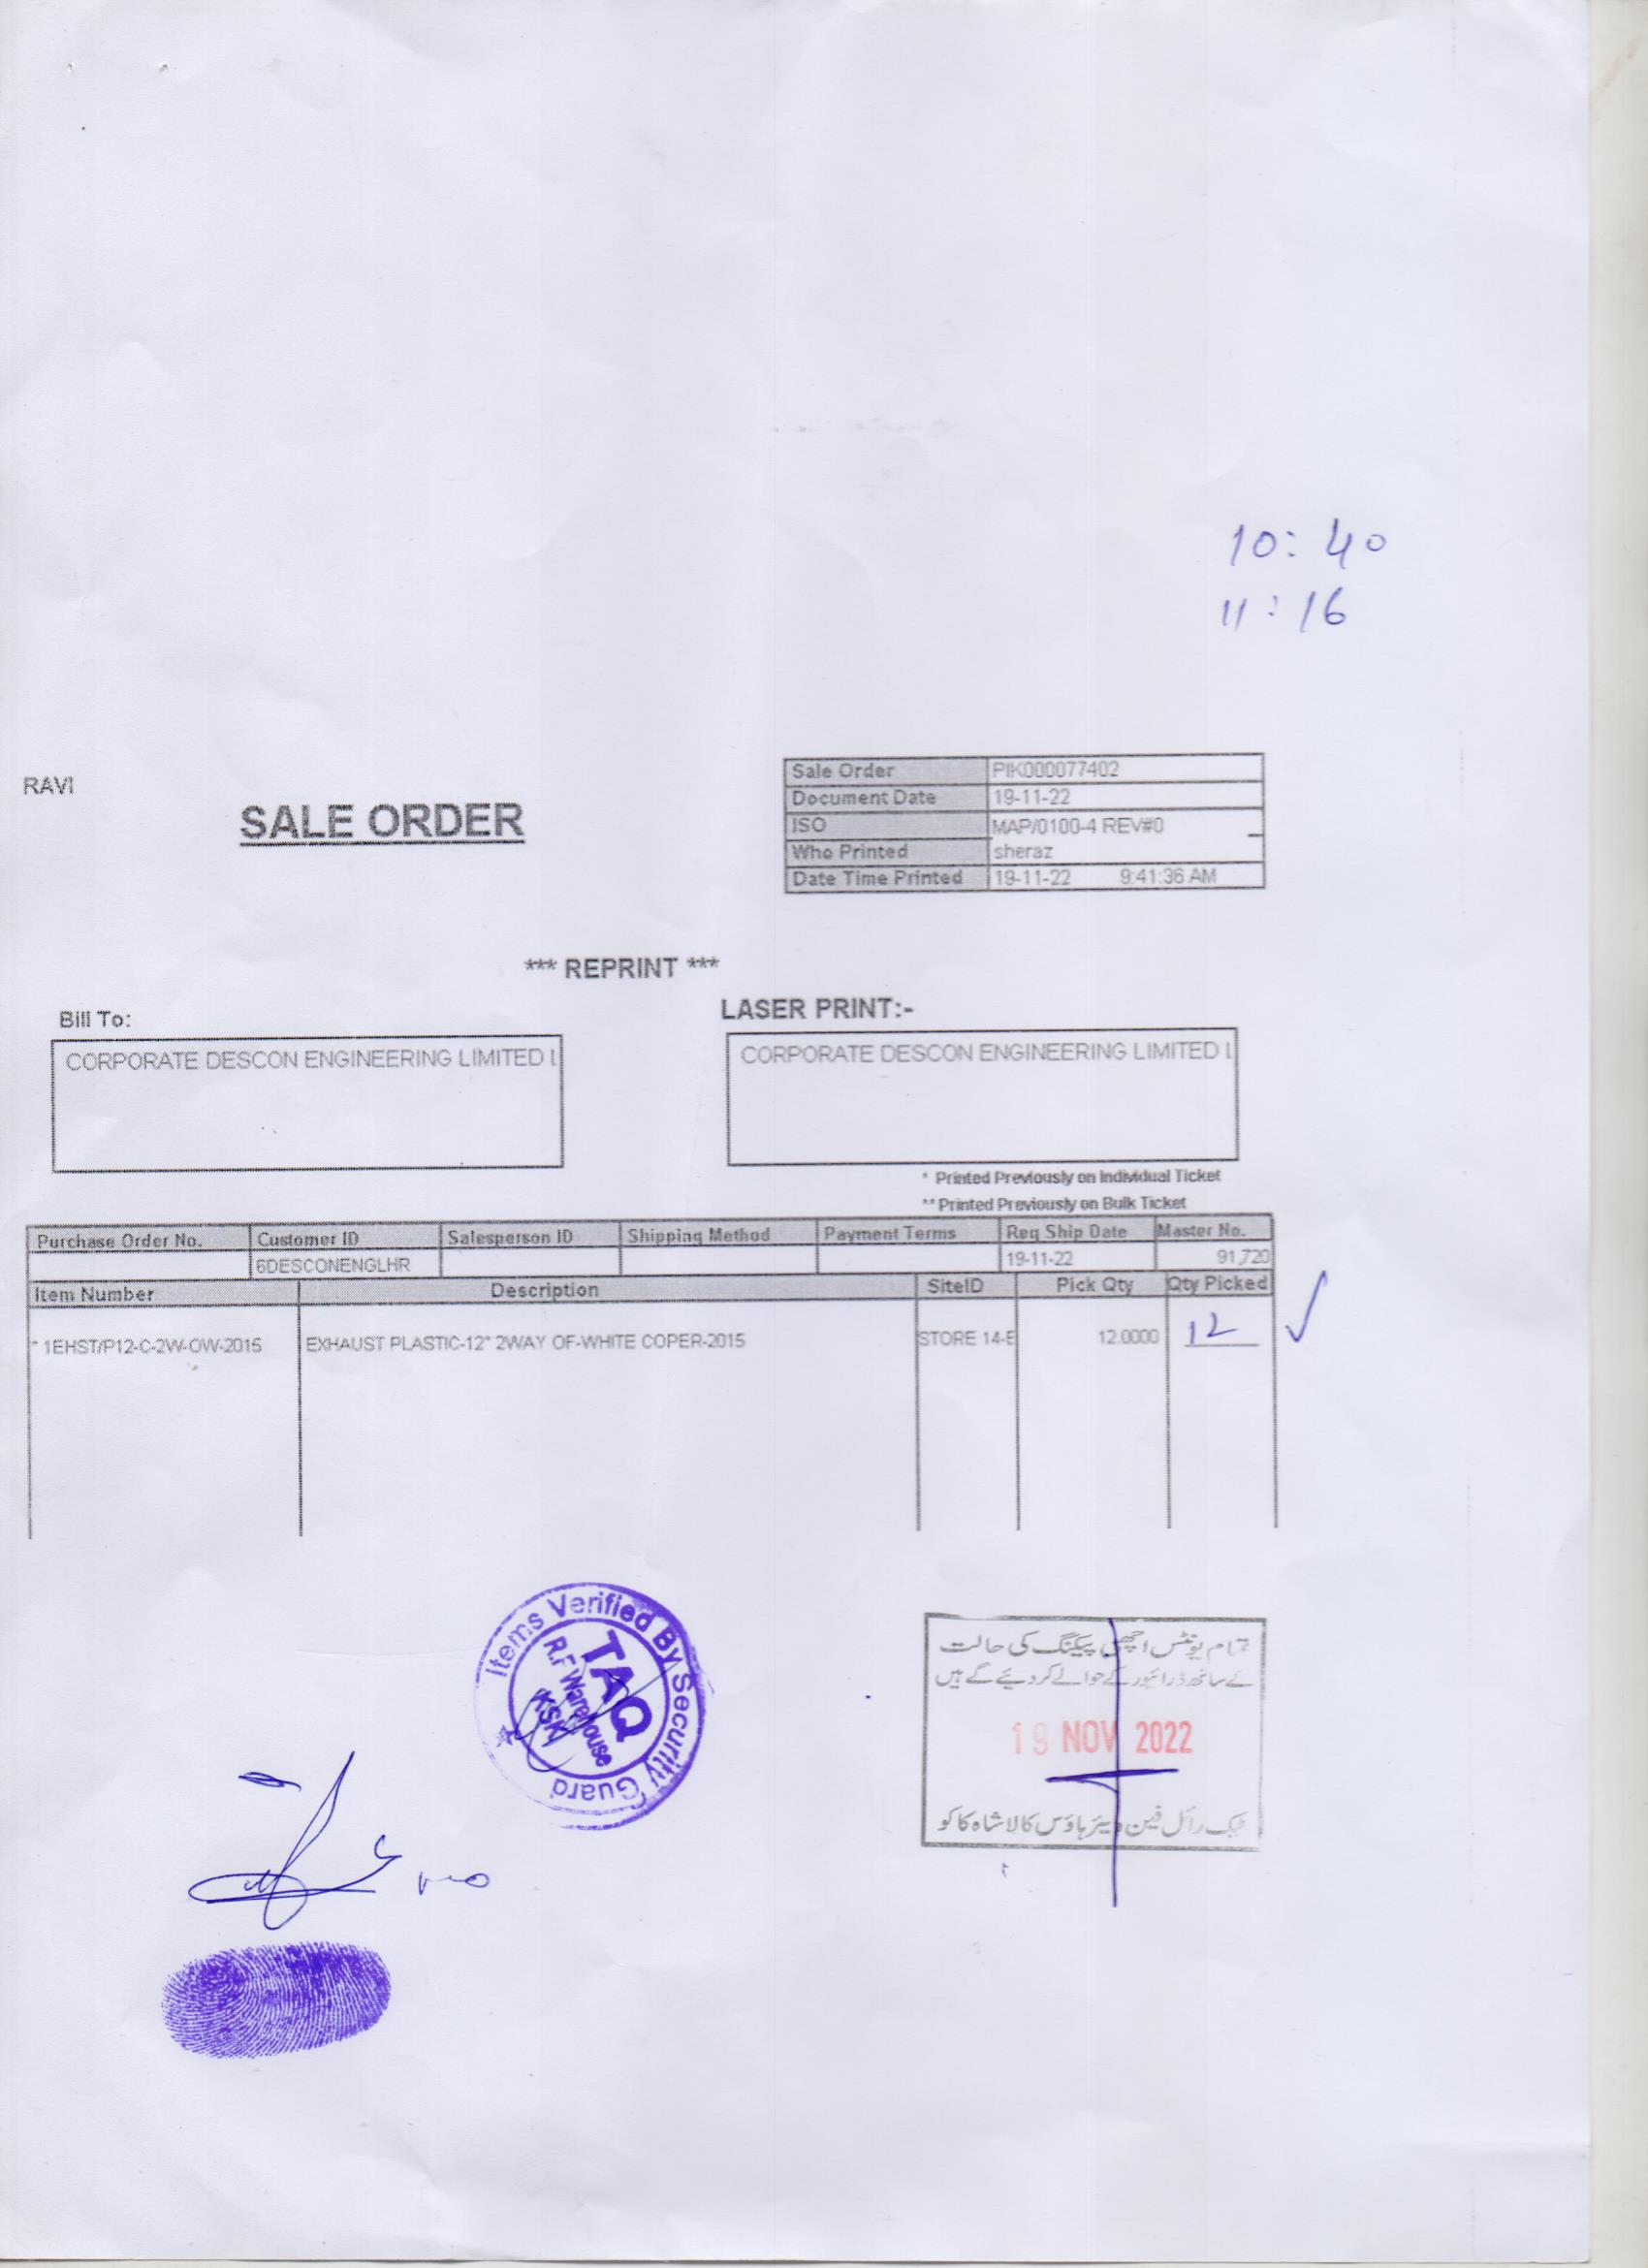 10: 40
11: 16
RAVI
SALE ORDER
Sale Order PIK000077402
Document Date 19-11-22
ISO MAP/0100-4 REV#0
Who Printed sheraz
Date Time Printed 19-11-22 9:41:36 AM
*** REPRINT ***
Bill To:
LASER PRINT:-
CORPORATE DESCON ENGINEERING LIMITED L
CORPORATE DESCON ENGINEERING LIMITED L
* Printed Previously on Individual Ticket
** Printed Previously on Bulk Ticket
Purchase Order No. Customer ID Salesperson ID Shipping Method Payment Terms Req Ship Date Master No.
6DESCONENGLHR 19-11-22 91,720
Item Number Description SiteID Pick Qty Qty Picked
* 1EHST/P12-C-2W-OW-2015 EXHAUST PLASTIC-12" 2WAY OF-WHITE COPER-2015 STORE 14-E 12.0000 12
Items Verified By Security Guard
TAQ
R.F Warehouse
KSK
تمام یونٹس اچھی پیکنگ کی حالت
کے ساتھ ڈرائیور کے حوالے کر دیئے گے ہیں
19 NOV 2022
رائل فین ویئر ہاؤس کالا شاہ کاکو